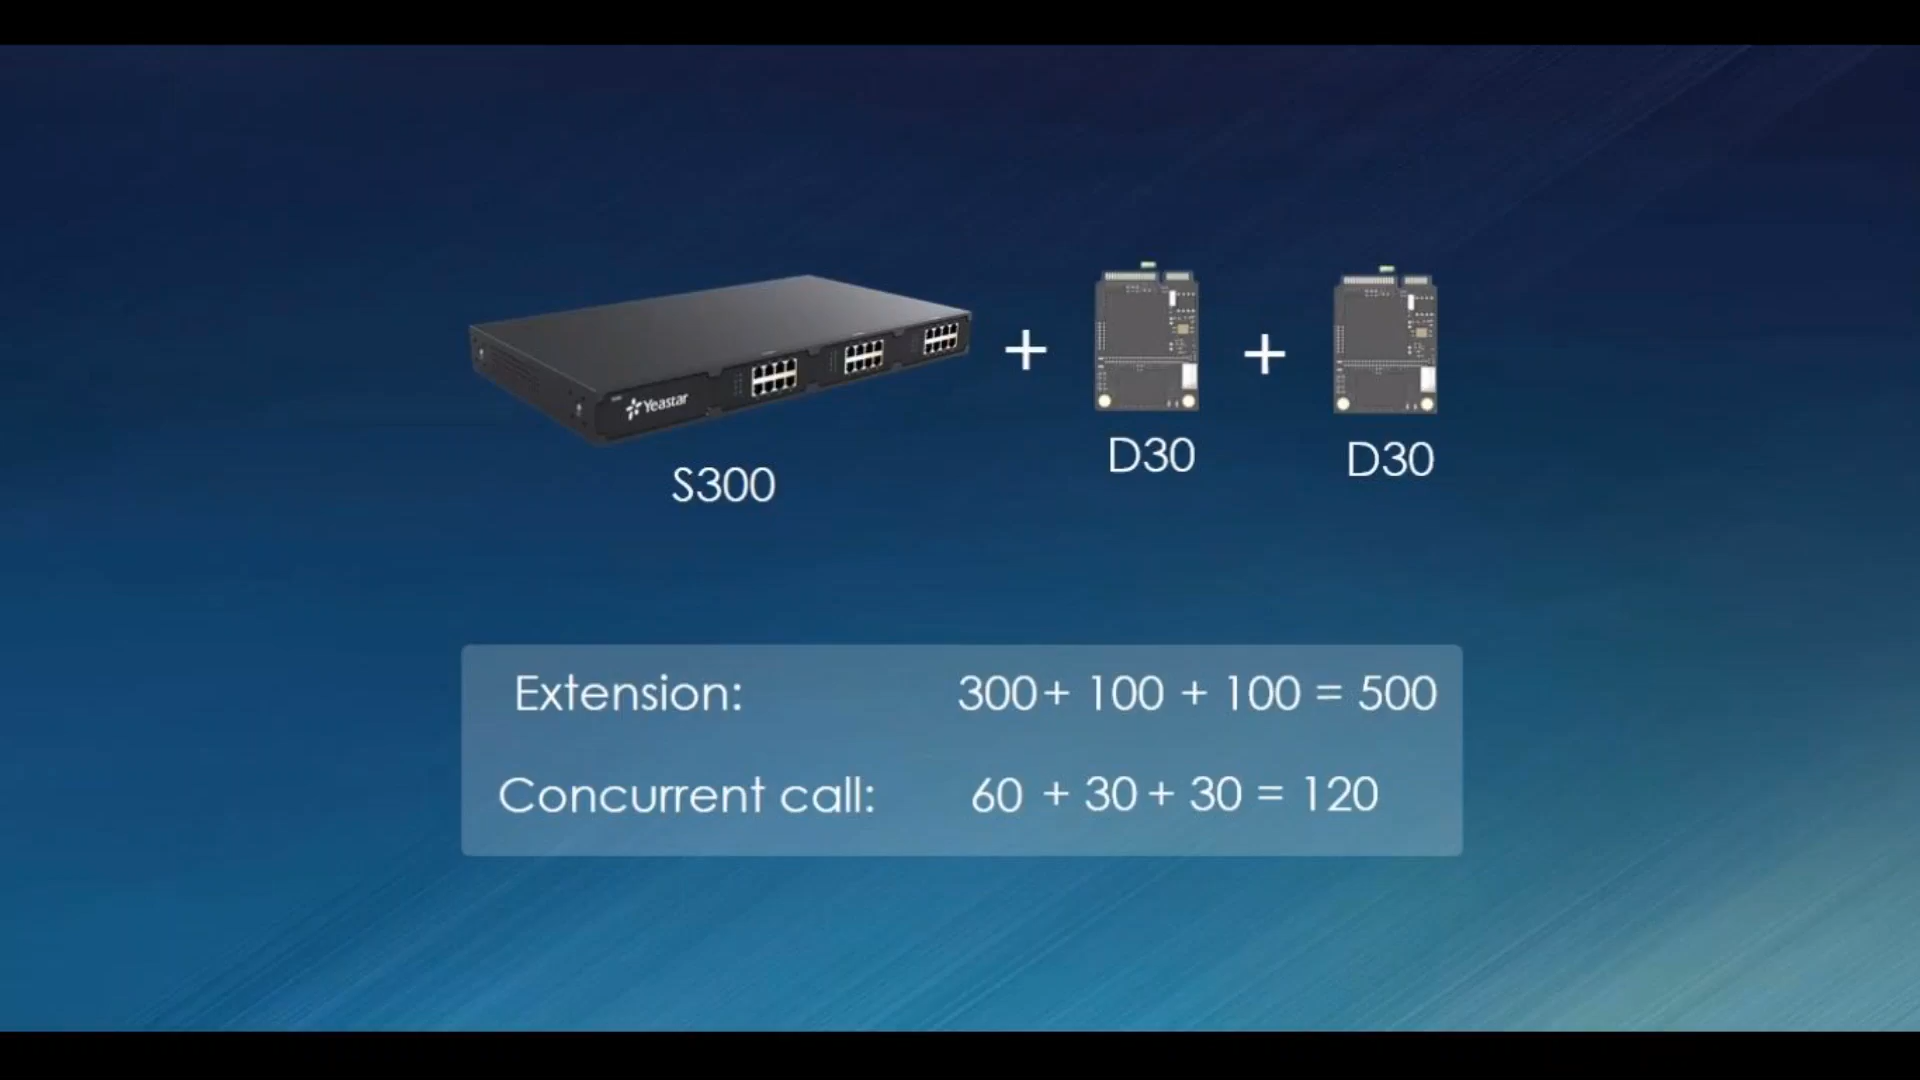 Yeastar
S300
+
D30
+
D30
Extension: 300+ 100 + 100 = 500
Concurrent call: 60 + 30 + 30 = 120